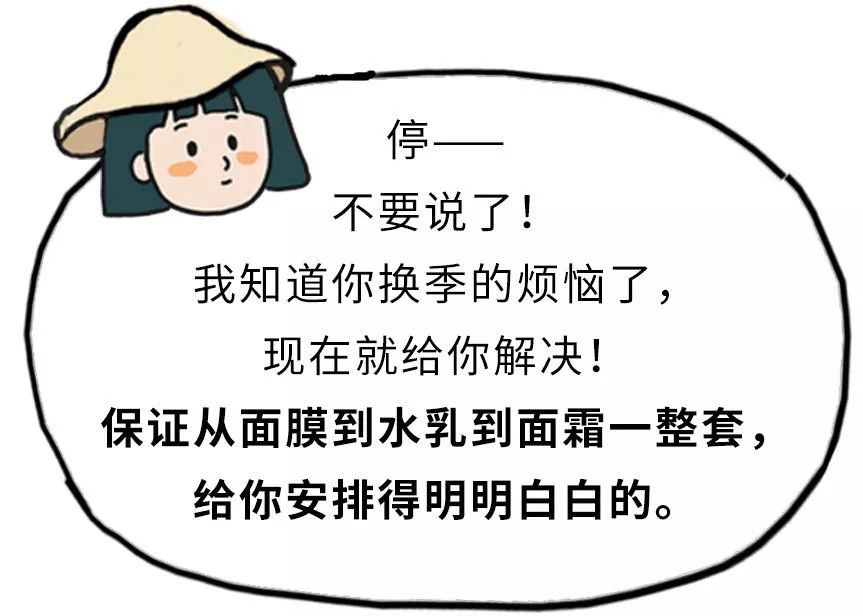 停——
不要说了！
我知道你换季的烦恼了，
现在就给你解决！
保证从面膜到水乳到面霜一整套，
给你安排得明明白白的。